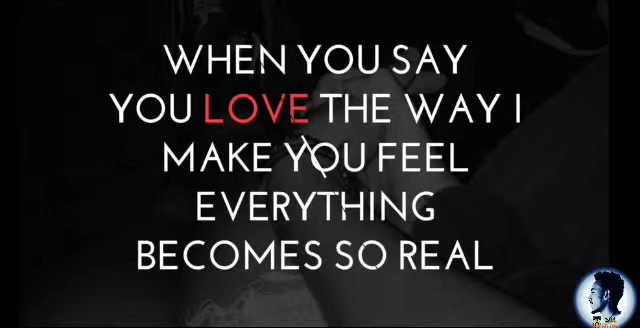 WHEN YOU SAY
YOU LOVE THE WAY I
MAKE YOU FEEL
EVERYTHING
BECOMES SO REAL